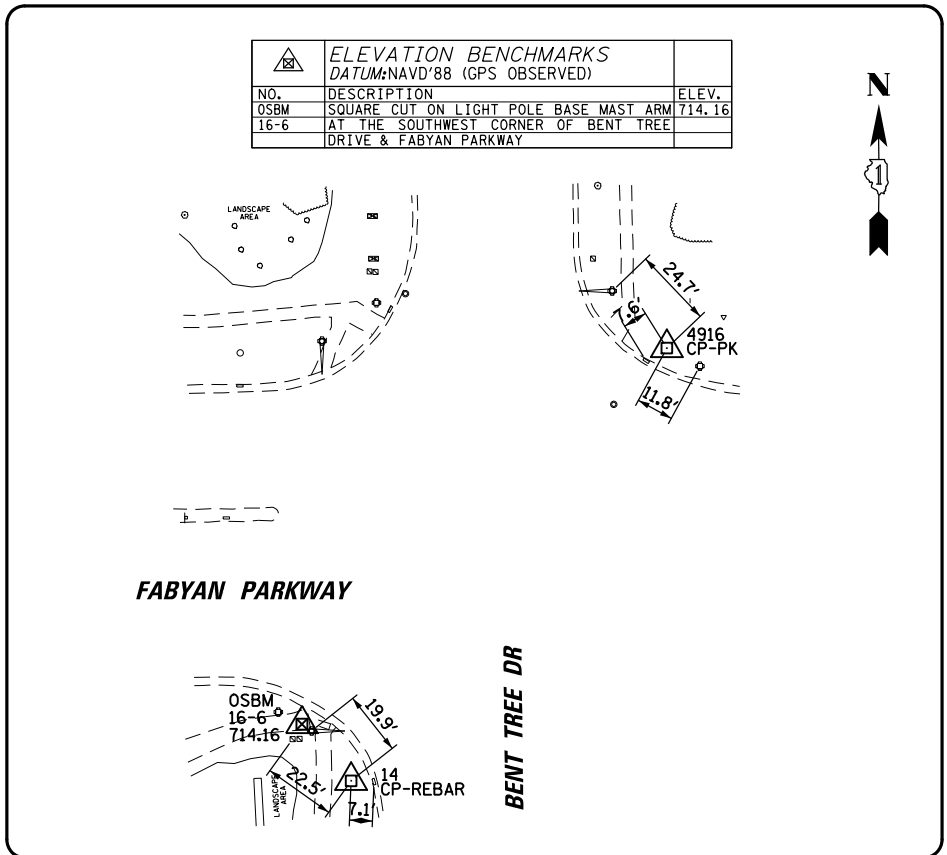 ELEVATION BENCHMARKS
DATUM:NAVD'88 (GPS OBSERVED)
NO. DESCRIPTION ELEV.
OSBM SQUARE CUT ON LIGHT POLE BASE MAST ARM 714.16
16-6 AT THE SOUTHWEST CORNER OF BENT TREE
DRIVE & FABYAN PARKWAY
N
1
LANDSCAPE
AREA
24.7'
4916
CP-PK
11.8'
FABYAN PARKWAY
BENT TREE DR
OSBM
16-6
714.16
19.9'
22.5'
14
CP-REBAR
7.1'
LANDSCAPE
AREA